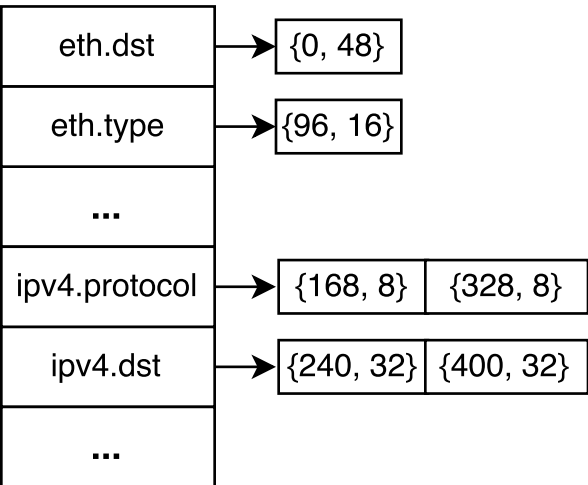 eth.dst {0, 48}
eth.type {96, 16}
...
ipv4.protocol {168, 8} {328, 8}
ipv4.dst {240, 32} {400, 32}
...